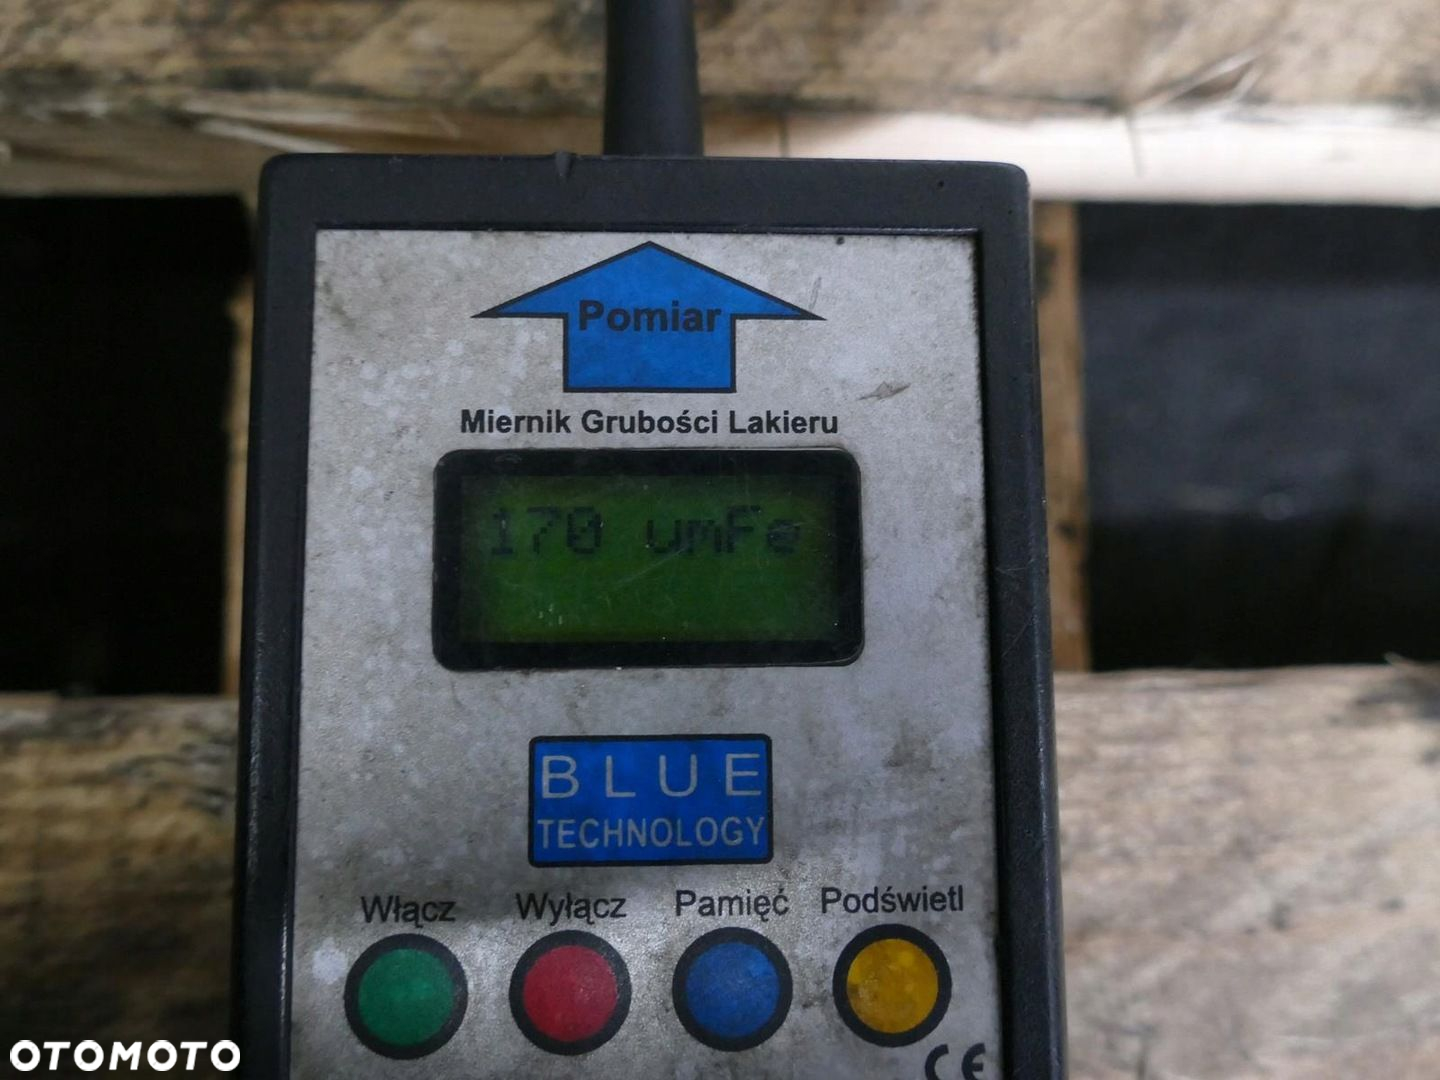 Pomiar
Miernik Grubości Lakieru
170 umFe
BLUE
TECHNOLOGY
Włącz Wyłącz Pamięć Podświetl
CE
OTOMOTO